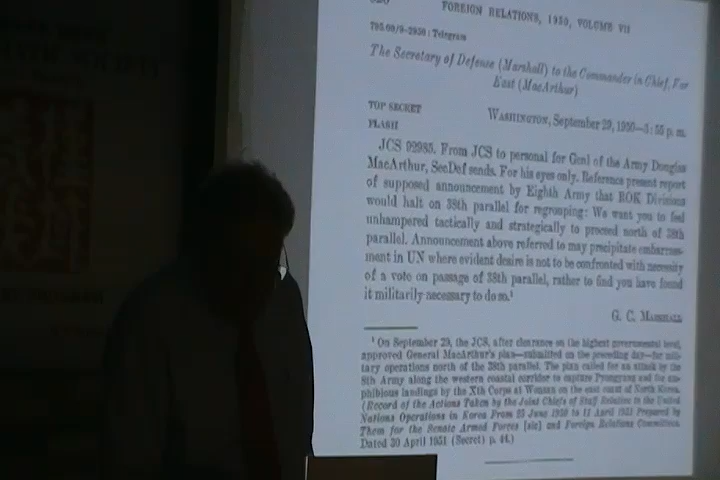 FOREIGN RELATIONS, 1950, VOLUME VII
795.00/9-2950 : Telegram
The Secretary of Defense (Marshall) to the Commander in Chief, Far
East (MacArthur)
TOP SECRET
WASHINGTON, September 29, 1950—5:55 p. m.
FLASH
JCS 92985. From JCS to personal for Genl of the Army Douglas
MacArthur, SecDef sends. For his eyes only. Reference present report
of supposed announcement by Eighth Army that ROK Divisions
would halt on 38th parallel for regrouping: We want you to feel
unhampered tactically and strategically to proceed north of 38th
parallel. Announcement above referred to may precipitate embarrass-
ment in UN where evident desire is not to be confronted with necessity
of a vote on passage of 38th parallel, rather to find you have found
it militarily necessary to do so.¹
G. C. MARSHALL
¹ On September 29, the JCS, after clearance on the highest governmental level,
approved General MacArthur's plan—submitted on the preceding day—for mili-
tary operations north of the 38th parallel. The plan called for an attack by the
8th Army along the western coastal corridor to capture Pyongyang and for am-
phibious landings by the Xth Corps at Wonsan on the east coast of North Korea.
(Record of the Actions Taken by the Joint Chiefs of Staff Relative to the United
Nations Operations in Korea From 25 June 1950 to 11 April 1951 Prepared by
Them for the Senate Armed Forces [sic] and Foreign Relations Committees.
Dated 30 April 1951 (Secret) p. 44.)